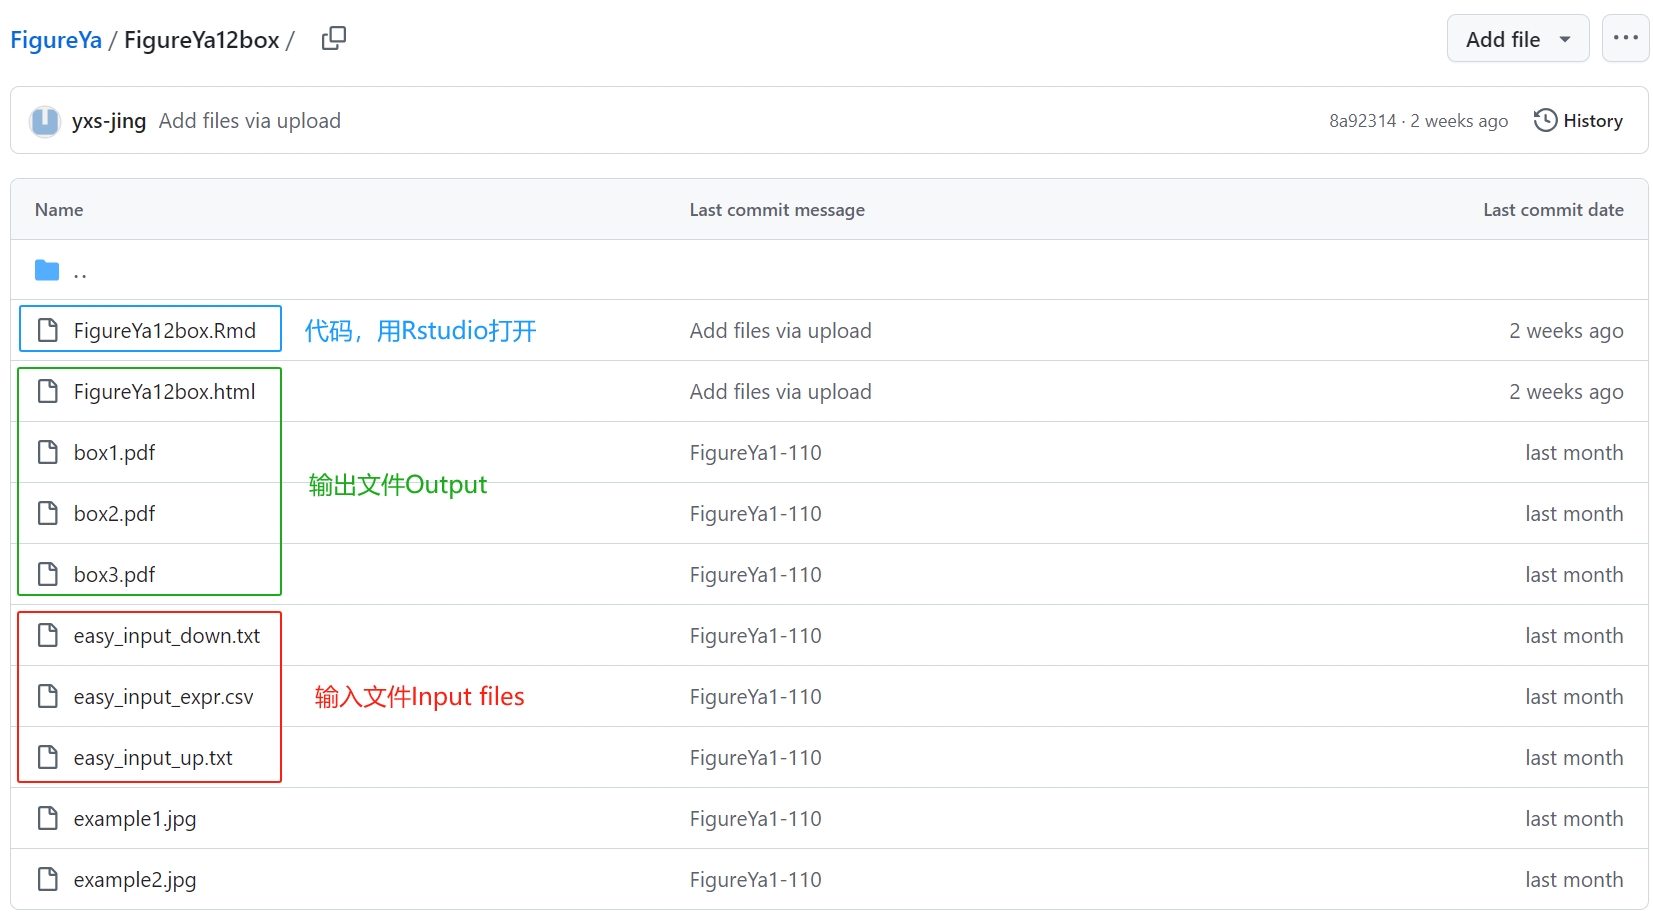 FigureYa / FigureYa12box /
Add file
yxs-jing Add files via upload
8a92314 · 2 weeks ago
History
Name Last commit message Last commit date
..
FigureYa12box.Rmd 代码，用Rstudio打开 Add files via upload 2 weeks ago
FigureYa12box.html Add files via upload 2 weeks ago
box1.pdf FigureYa1-110 last month
输出文件Output
box2.pdf FigureYa1-110 last month
box3.pdf FigureYa1-110 last month
easy_input_down.txt FigureYa1-110 last month
easy_input_expr.csv 输入文件Input files FigureYa1-110 last month
easy_input_up.txt FigureYa1-110 last month
example1.jpg FigureYa1-110 last month
example2.jpg FigureYa1-110 last month